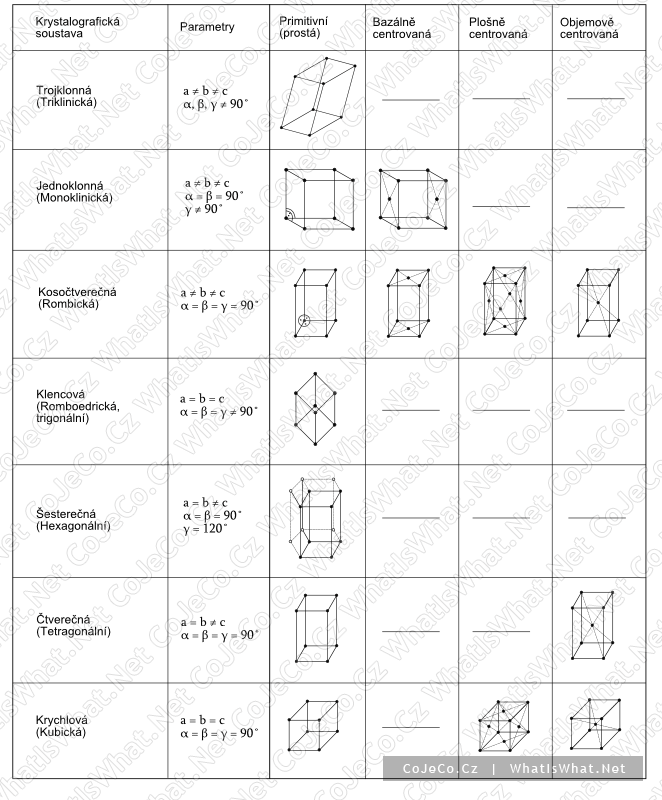 Krystalografická
soustava
Parametry
Primitivní
(prostá)
Bazálně
centrovaná
Plošně
centrovaná
Objemově
centrovaná
Trojklonná
(Triklinická)
a ≠ b ≠ c
α, β, γ ≠ 90°
Jednoklonná
(Monoklinická)
a ≠ b ≠ c
α = β = 90°
γ ≠ 90°
Kosočtverečná
(Rombická)
a ≠ b ≠ c
α = β = γ = 90°
Klencová
(Romboedrická,
trigonální)
a = b = c
α = β = γ ≠ 90°
Šesterečná
(Hexagonální)
a = b ≠ c
α = β = 90°
γ = 120°
Čtverečná
(Tetragonální)
a = b ≠ c
α = β = γ = 90°
Krychlová
(Kubická)
a = b = c
α = β = γ = 90°
CoJeCo.Cz | WhatIsWhat.Net